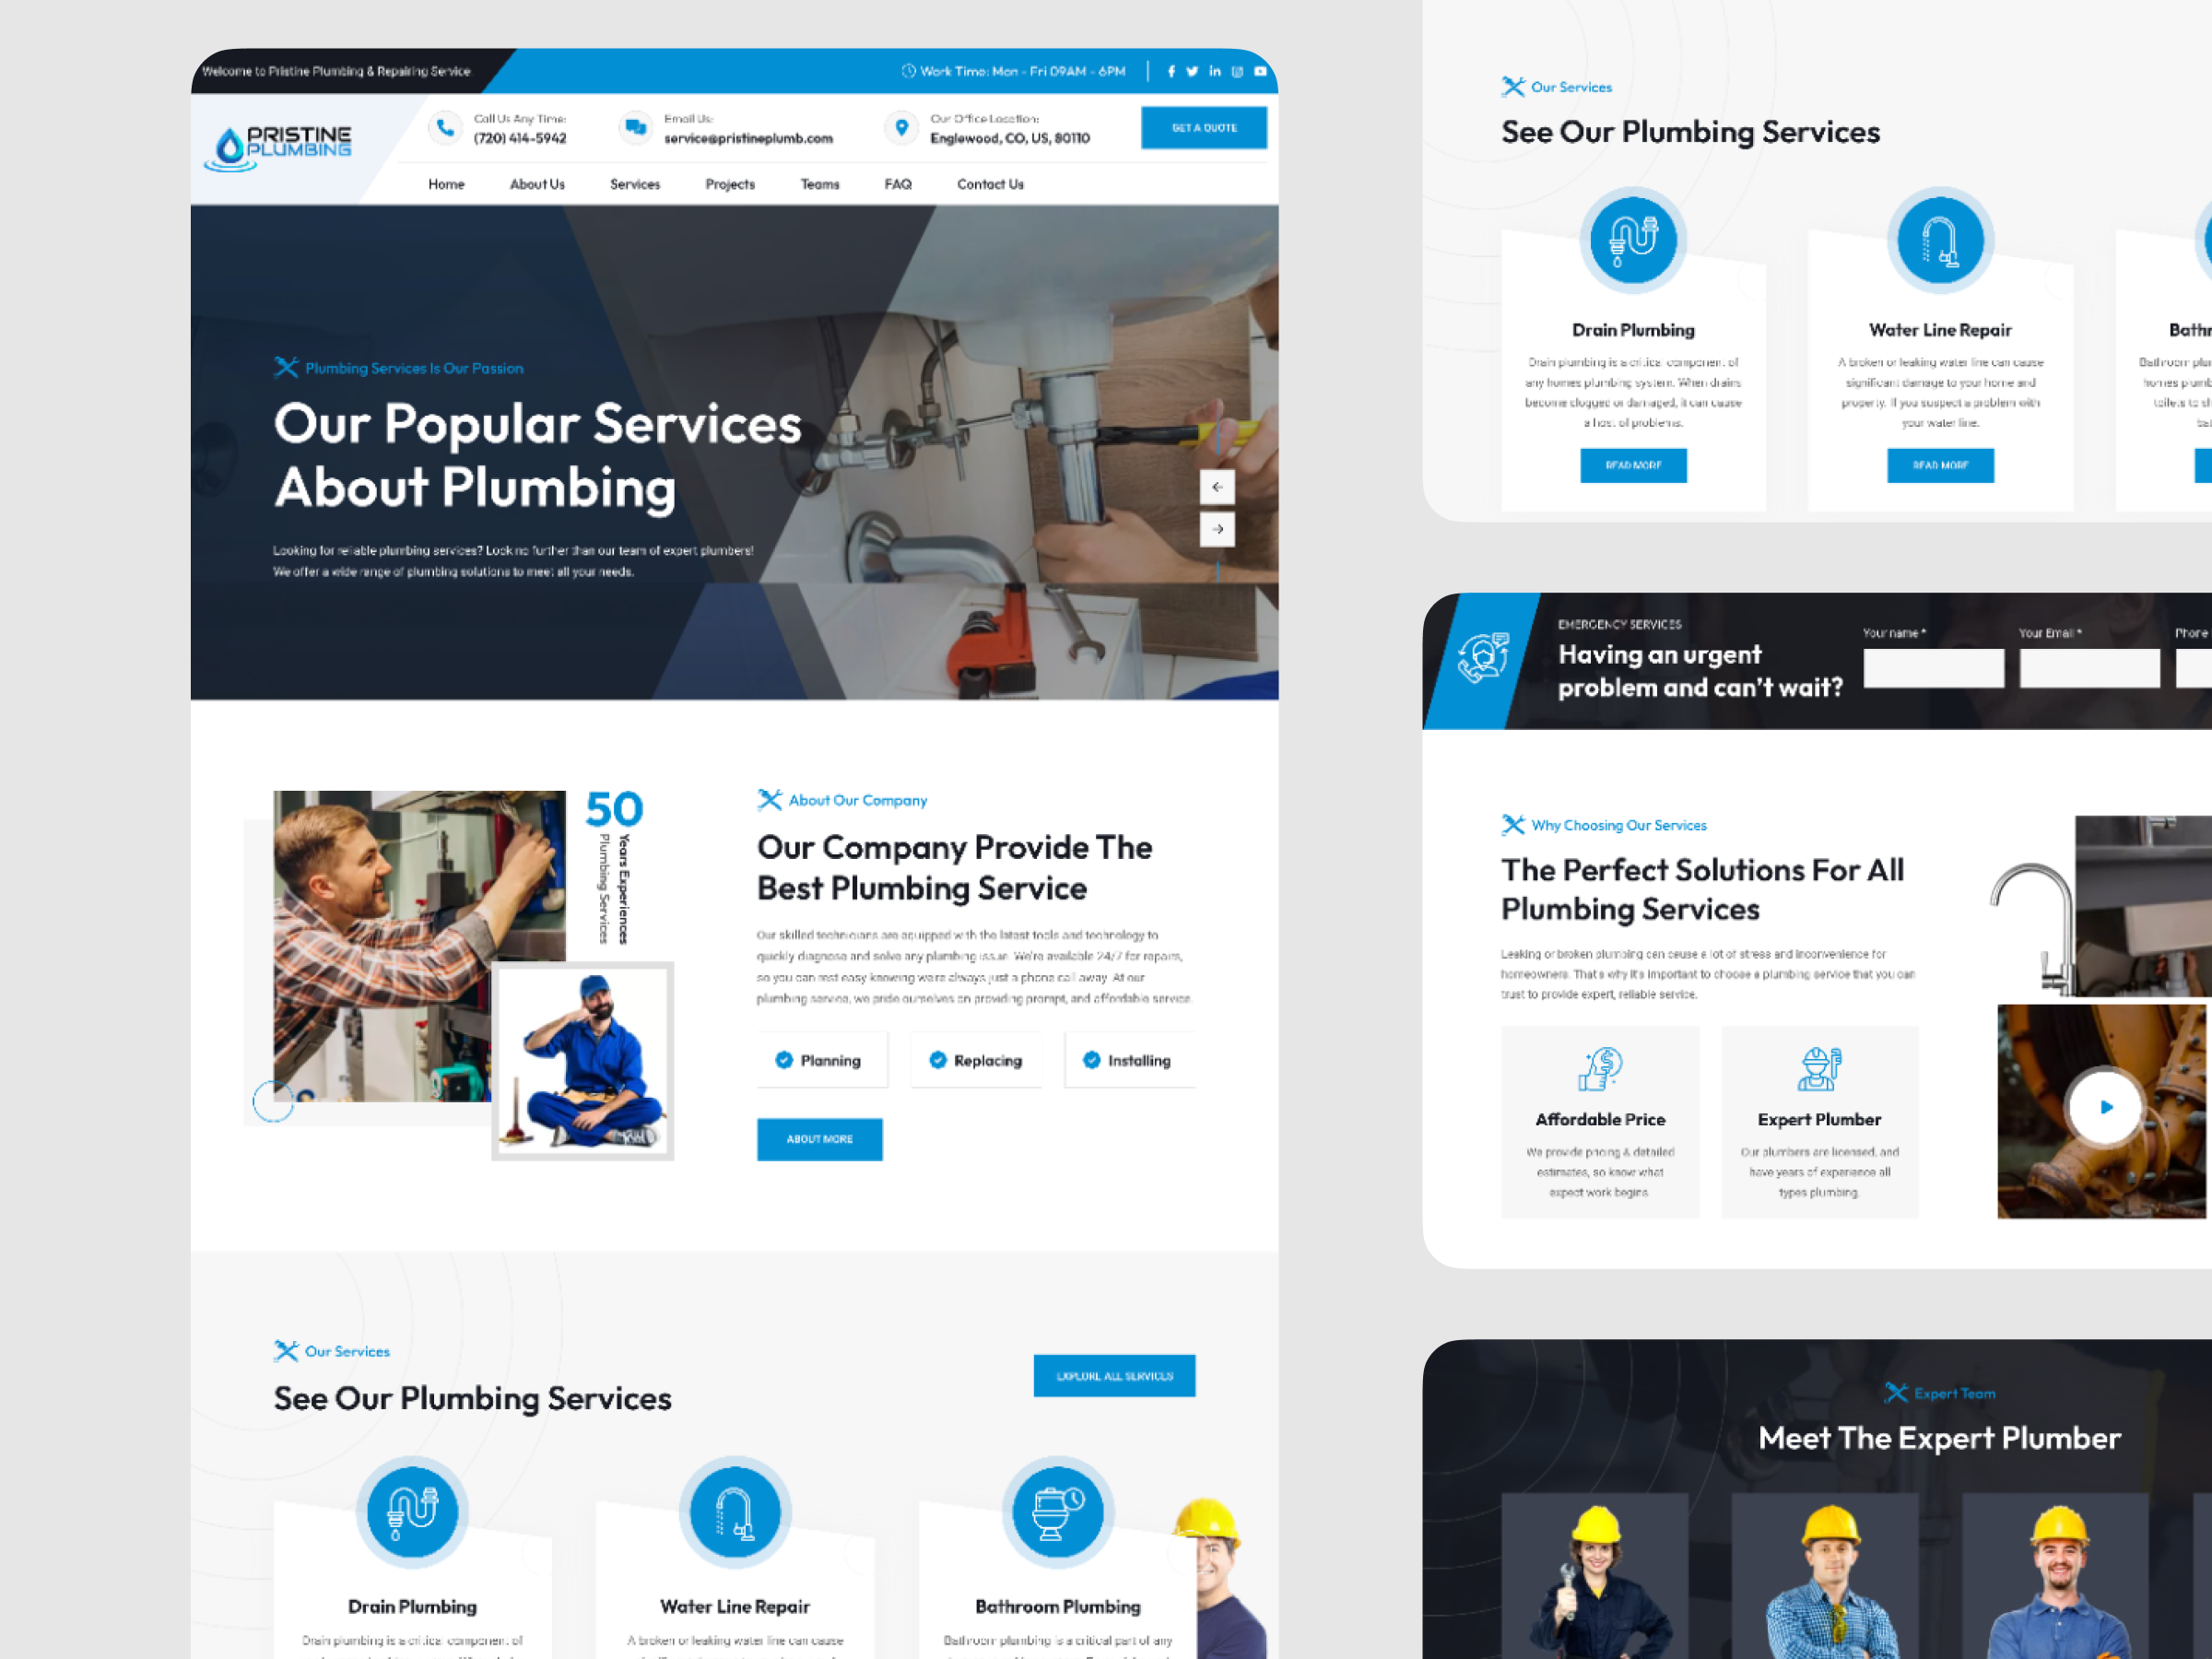 Welcome to Pristine Plumbing & Repairing Service
Work Time: Mon - Fri 09AM - 6PM
PRISTINE
PLUMBING
Call Us Any Time:
(720) 414-5942
Email Us:
service@pristineplumb.com
Our Office Location:
Englewood, CO, US, 80110
GET A QUOTE
Home
About Us
Services
Projects
Teams
FAQ
Contact Us
Plumbing Services Is Our Passion
Our Popular Services
About Plumbing
Looking for reliable plumbing services? Look no further than our team of expert plumbers!
We offer a wide range of plumbing solutions to meet all your needs.
50
Years Experiences
Plumbing Services
About Our Company
Our Company Provide The
Best Plumbing Service
Our skilled technicians are equipped with the latest tools and technology to
quickly diagnose and solve any plumbing issue. We're available 24/7 for repairs,
so you can rest easy knowing we're always just a phone call away. At our
plumbing service, we pride ourselves on providing prompt, and affordable service.
Planning
Replacing
Installing
ABOUT MORE
Our Services
See Our Plumbing Services
EXPLORE ALL SERVICES
Drain Plumbing
Drain plumbing is a critical component of
Water Line Repair
A broken or leaking water line can cause
Bathroom Plumbing
Bathroom plumbing is a critical part of any
Our Services
See Our Plumbing Services
Drain Plumbing
Drain plumbing is a critical component of
any homes plumbing system. When drains
become clogged or damaged, it can cause
a host of problems.
READ MORE
Water Line Repair
A broken or leaking water line can cause
significant damage to your home and
property. If you suspect a problem with
your water line.
READ MORE
Bathr
Bathroom plu
homes plumb
toilets to sh
bat
EMERGENCY SERVICES
Having an urgent
problem and can't wait?
Your name *
Your Email *
Phone
Why Choosing Our Services
The Perfect Solutions For All
Plumbing Services
Leaking or broken plumbing can cause a lot of stress and inconvenience for
homeowners. That's why it's important to choose a plumbing service that you can
trust to provide expert, reliable service.
Affordable Price
We provide pricing & detailed
estimates, so know what
expect work begins.
Expert Plumber
Our plumbers are licensed, and
have years of experience all
types plumbing.
Expert Team
Meet The Expert Plumber